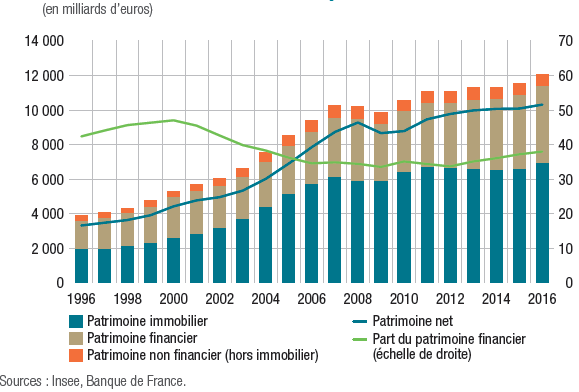 (en milliards d'euros)
14 000
12 000
10 000
8 000
6 000
4 000
2 000
0
70
60
50
40
30
20
10
0
1996 1998 2000 2002 2004 2006 2008 2010 2012 2014 2016
Patrimoine immobilier
Patrimoine financier
Patrimoine non financier (hors immobilier)
Patrimoine net
Part du patrimoine financier
(échelle de droite)
Sources : Insee, Banque de France.